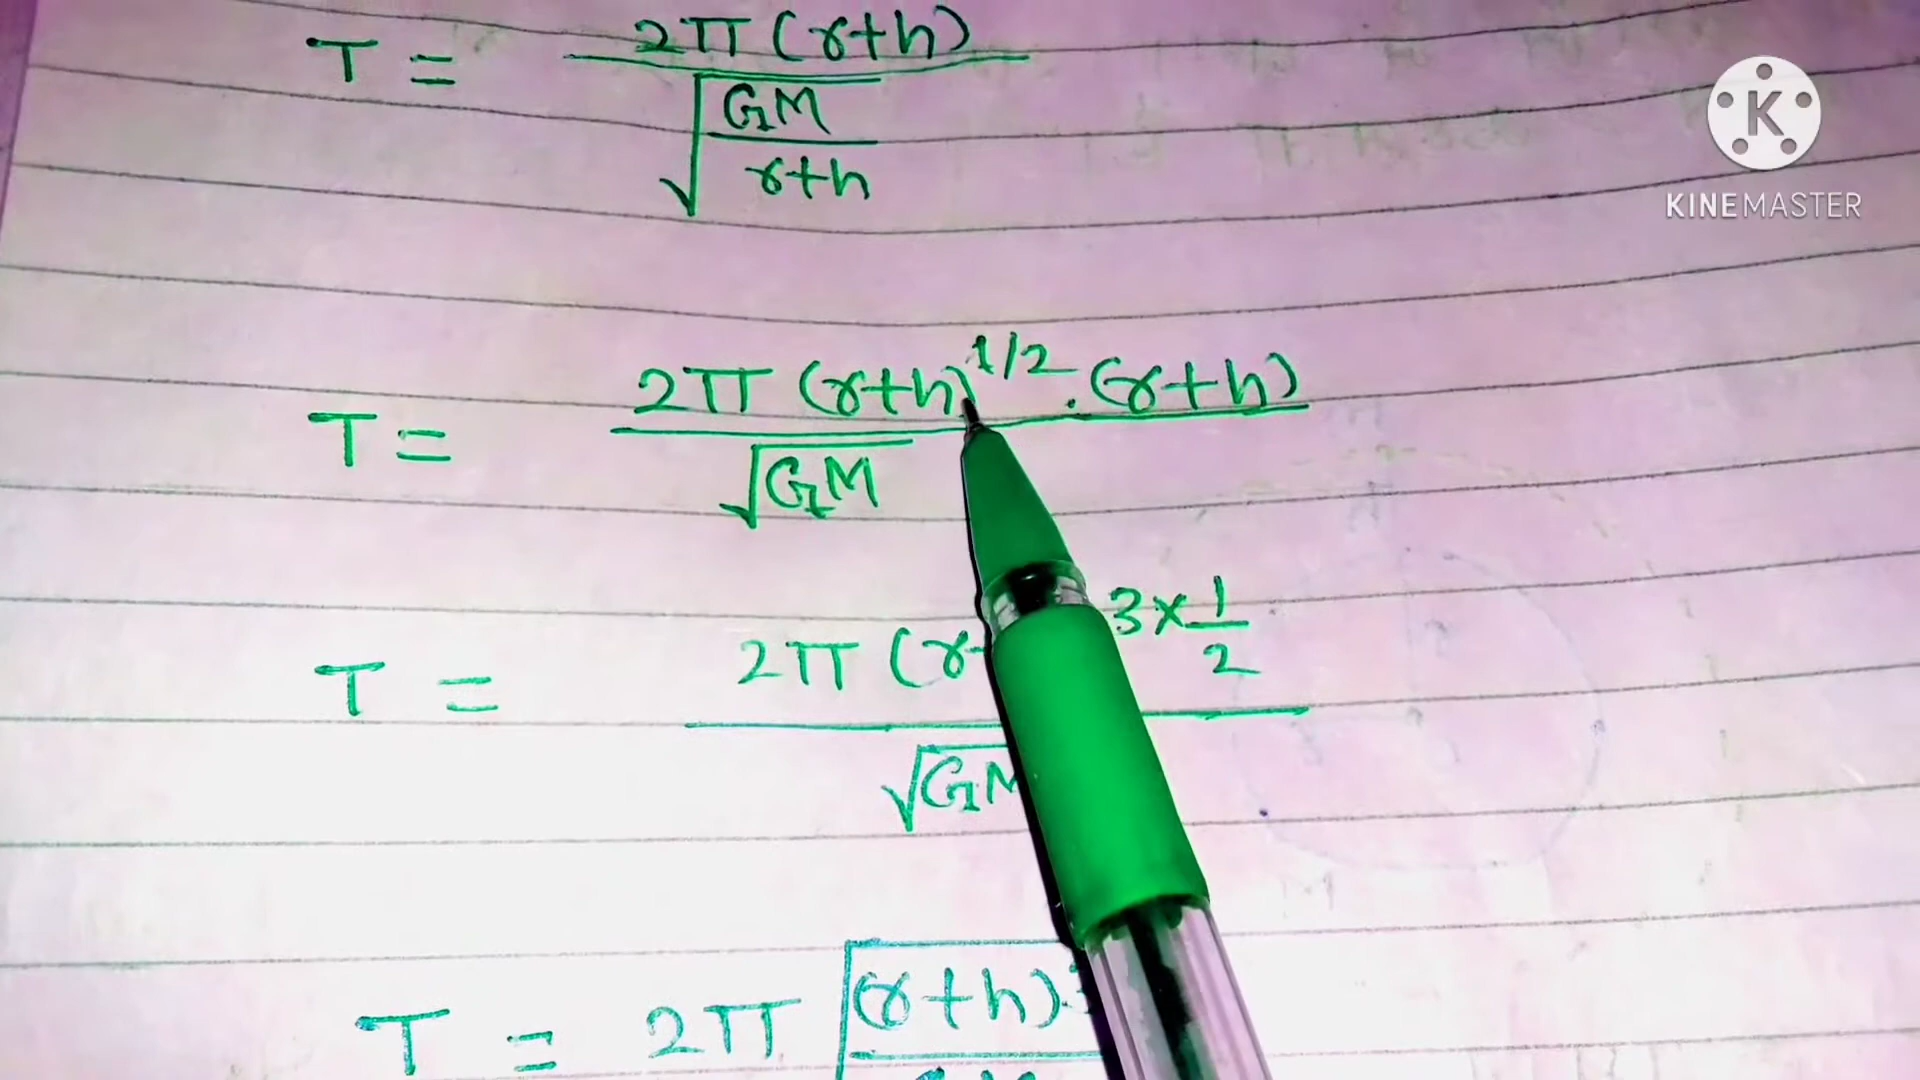 T = 2π (r+h) / √(GM / r+h)
K
KINEMASTER
T = 2π (r+h)^1/2 . (r+h) / √GM
T = 2π (r 3×1/2 / √GM
T = 2π √(r+h)